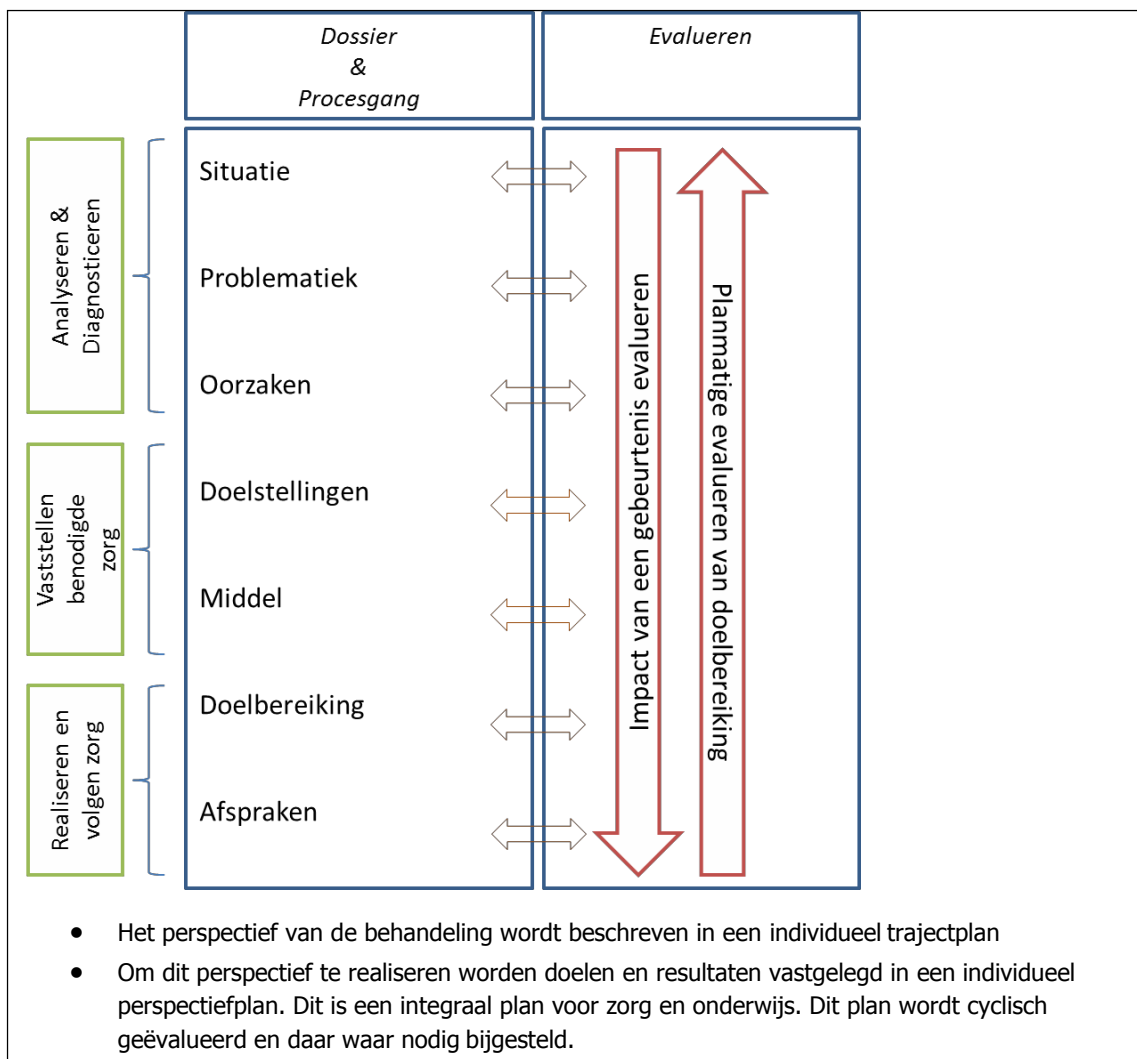 Dossier
&
Procesgang
Evalueren
Analyseren &
Diagnosticeren
Situatie
Problematiek
Oorzaken
Vaststellen
benodigde
zorg
Doelstellingen
Middel
Realiseren en
volgen zorg
Doelbereiking
Afspraken
Impact van een gebeurtenis evalueren
Planmatige evalueren van doelbereiking
• Het perspectief van de behandeling wordt beschreven in een individueel trajectplan
• Om dit perspectief te realiseren worden doelen en resultaten vastgelegd in een individueel
perspectiefplan. Dit is een integraal plan voor zorg en onderwijs. Dit plan wordt cyclisch
geëvalueerd en daar waar nodig bijgesteld.